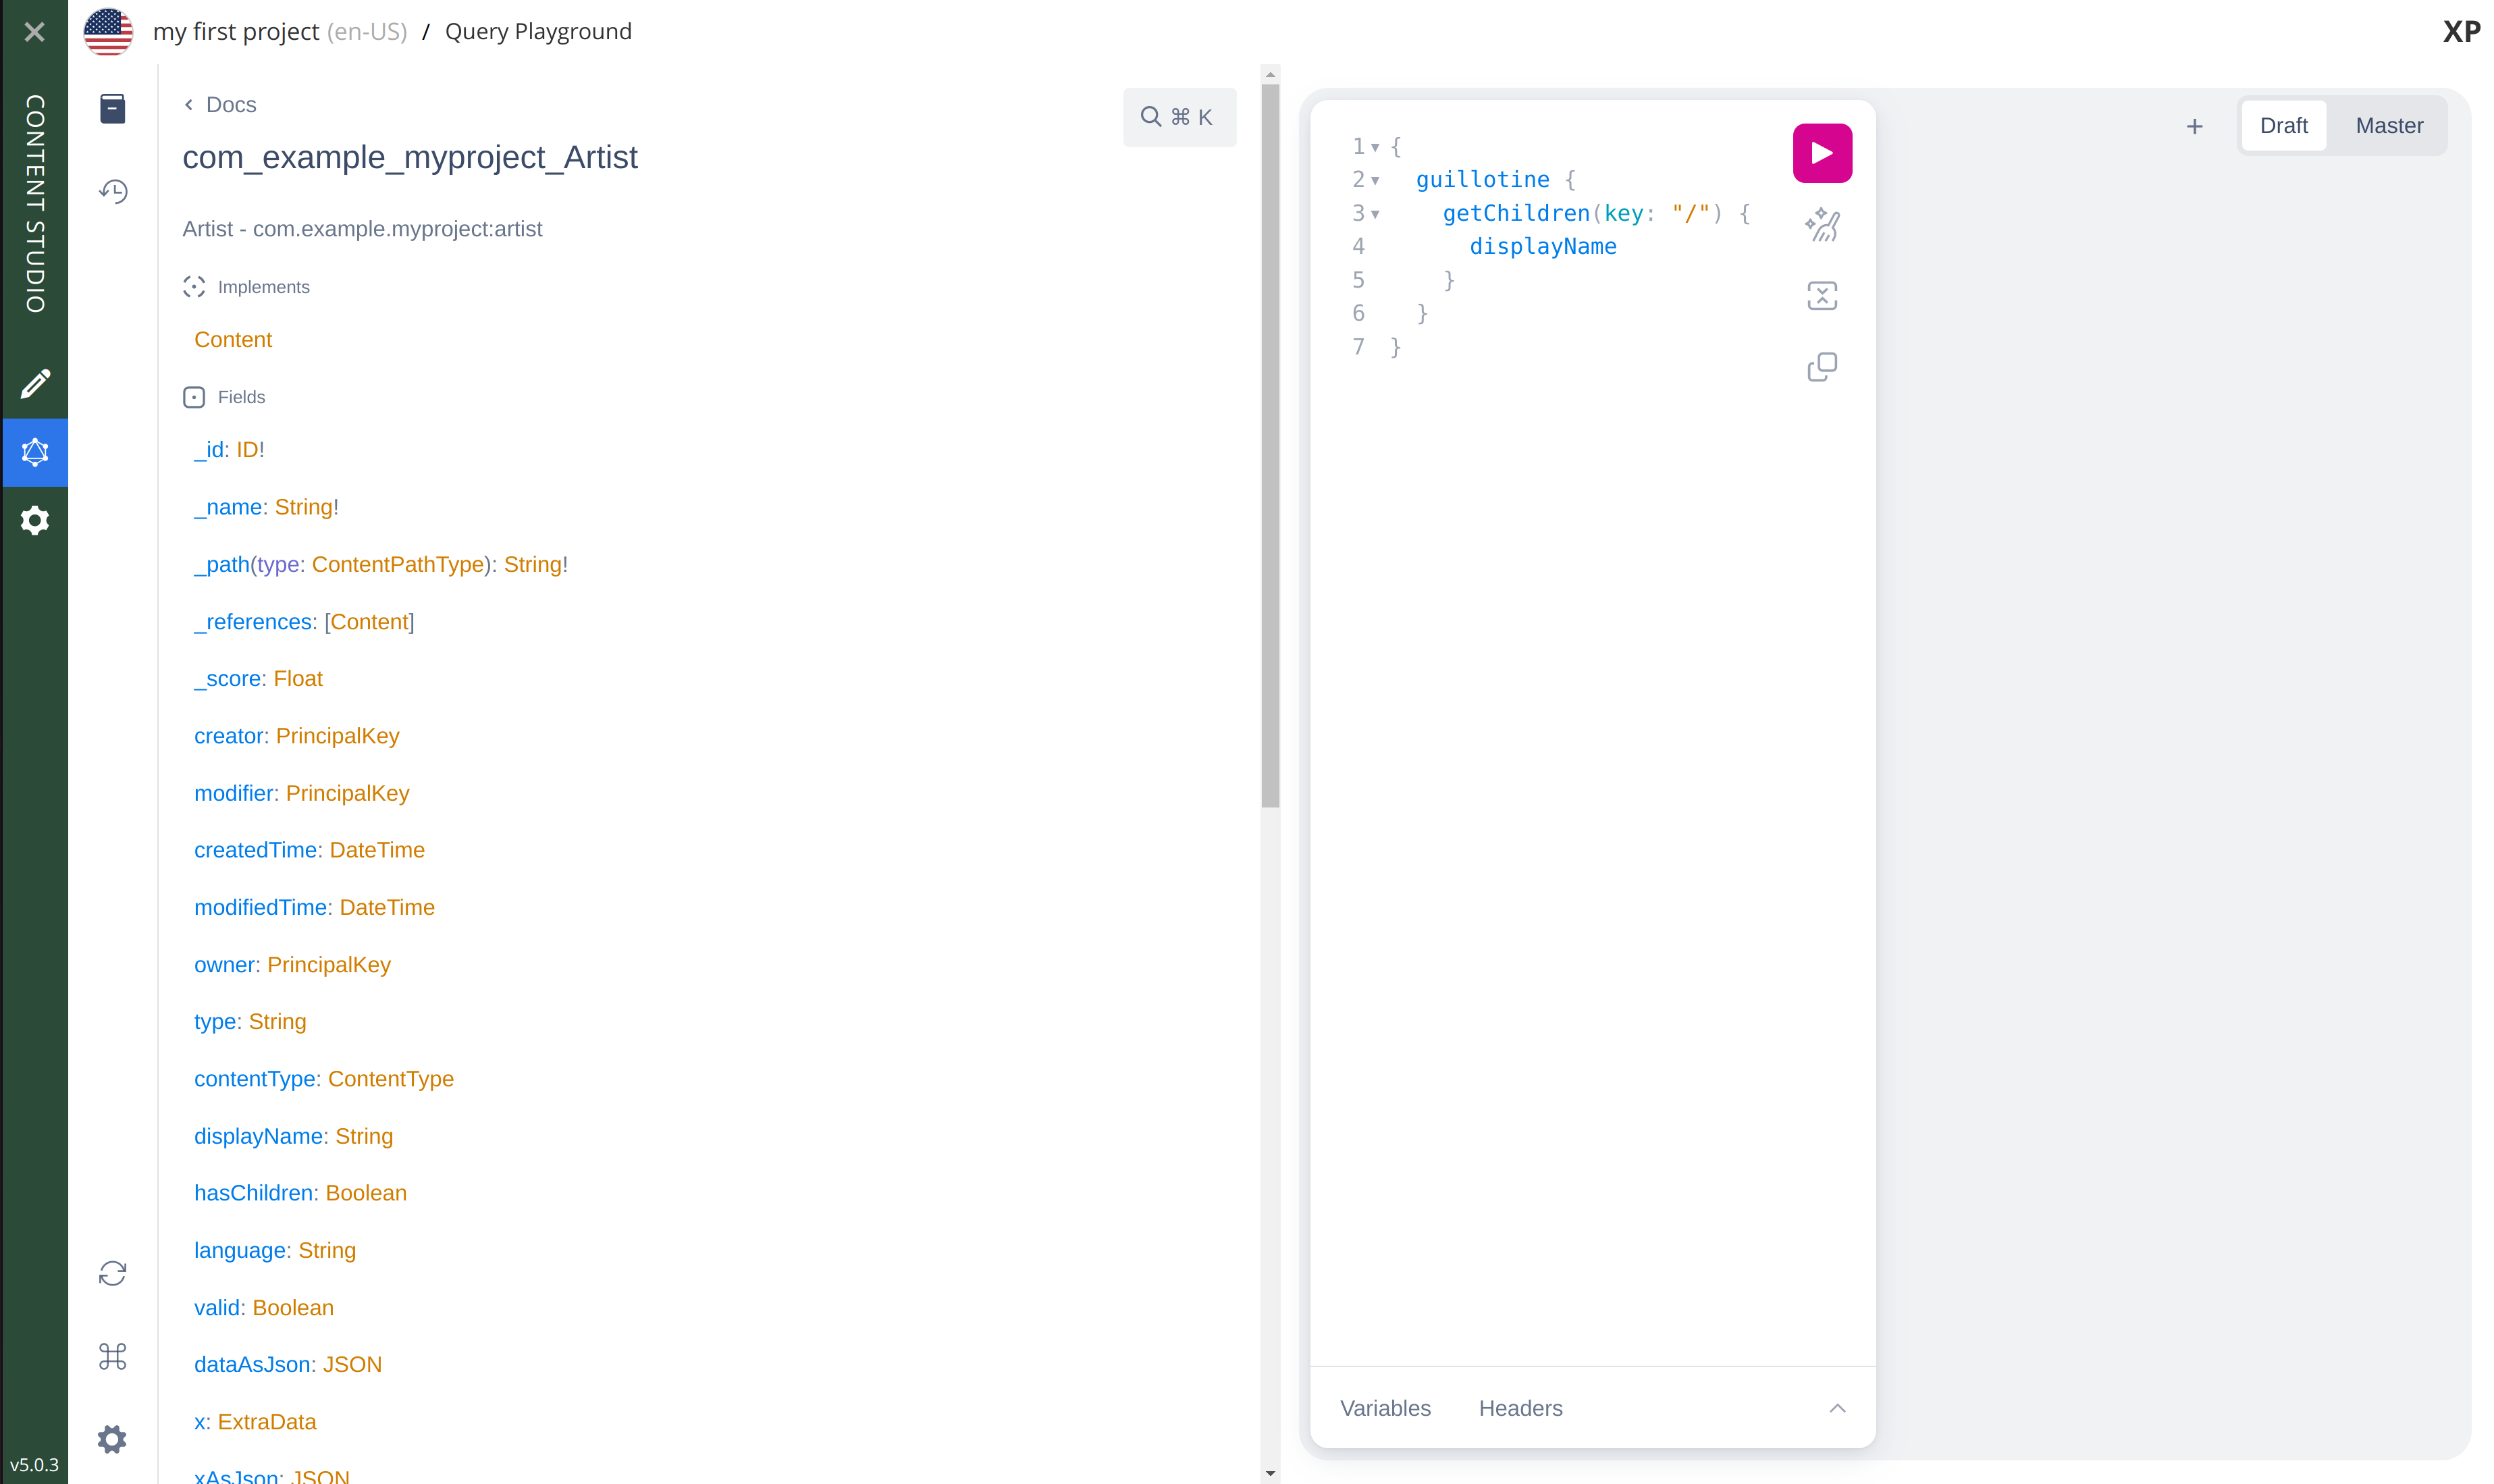 my first project (en-US) / Query Playground
XP
CONTENT STUDIO
v5.0.3
Docs
⌘ K
com_example_myproject_Artist
Artist - com.example.myproject:artist
Implements
Content
Fields
_id: ID!
_name: String!
_path(type: ContentPathType): String!
_references: [Content]
_score: Float
creator: PrincipalKey
modifier: PrincipalKey
createdTime: DateTime
modifiedTime: DateTime
owner: PrincipalKey
type: String
contentType: ContentType
displayName: String
hasChildren: Boolean
language: String
valid: Boolean
dataAsJson: JSON
x: ExtraData
xAsJson: JSON
1 {
2 guillotine {
3 getChildren(key: "/") {
4 displayName
5 }
6 }
7 }
Variables Headers
+ Draft Master